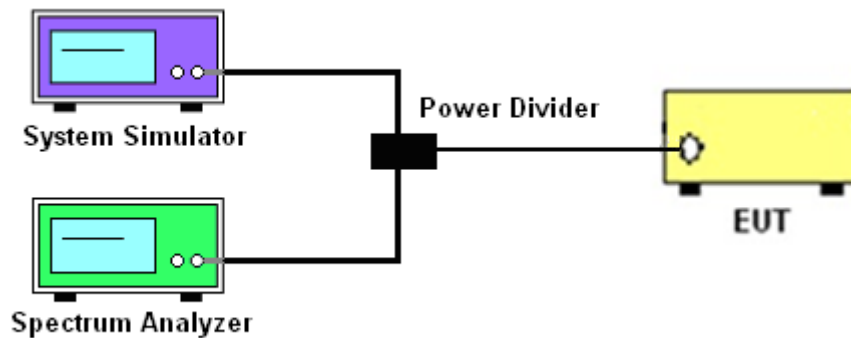 System Simulator
Power Divider
EUT
Spectrum Analyzer